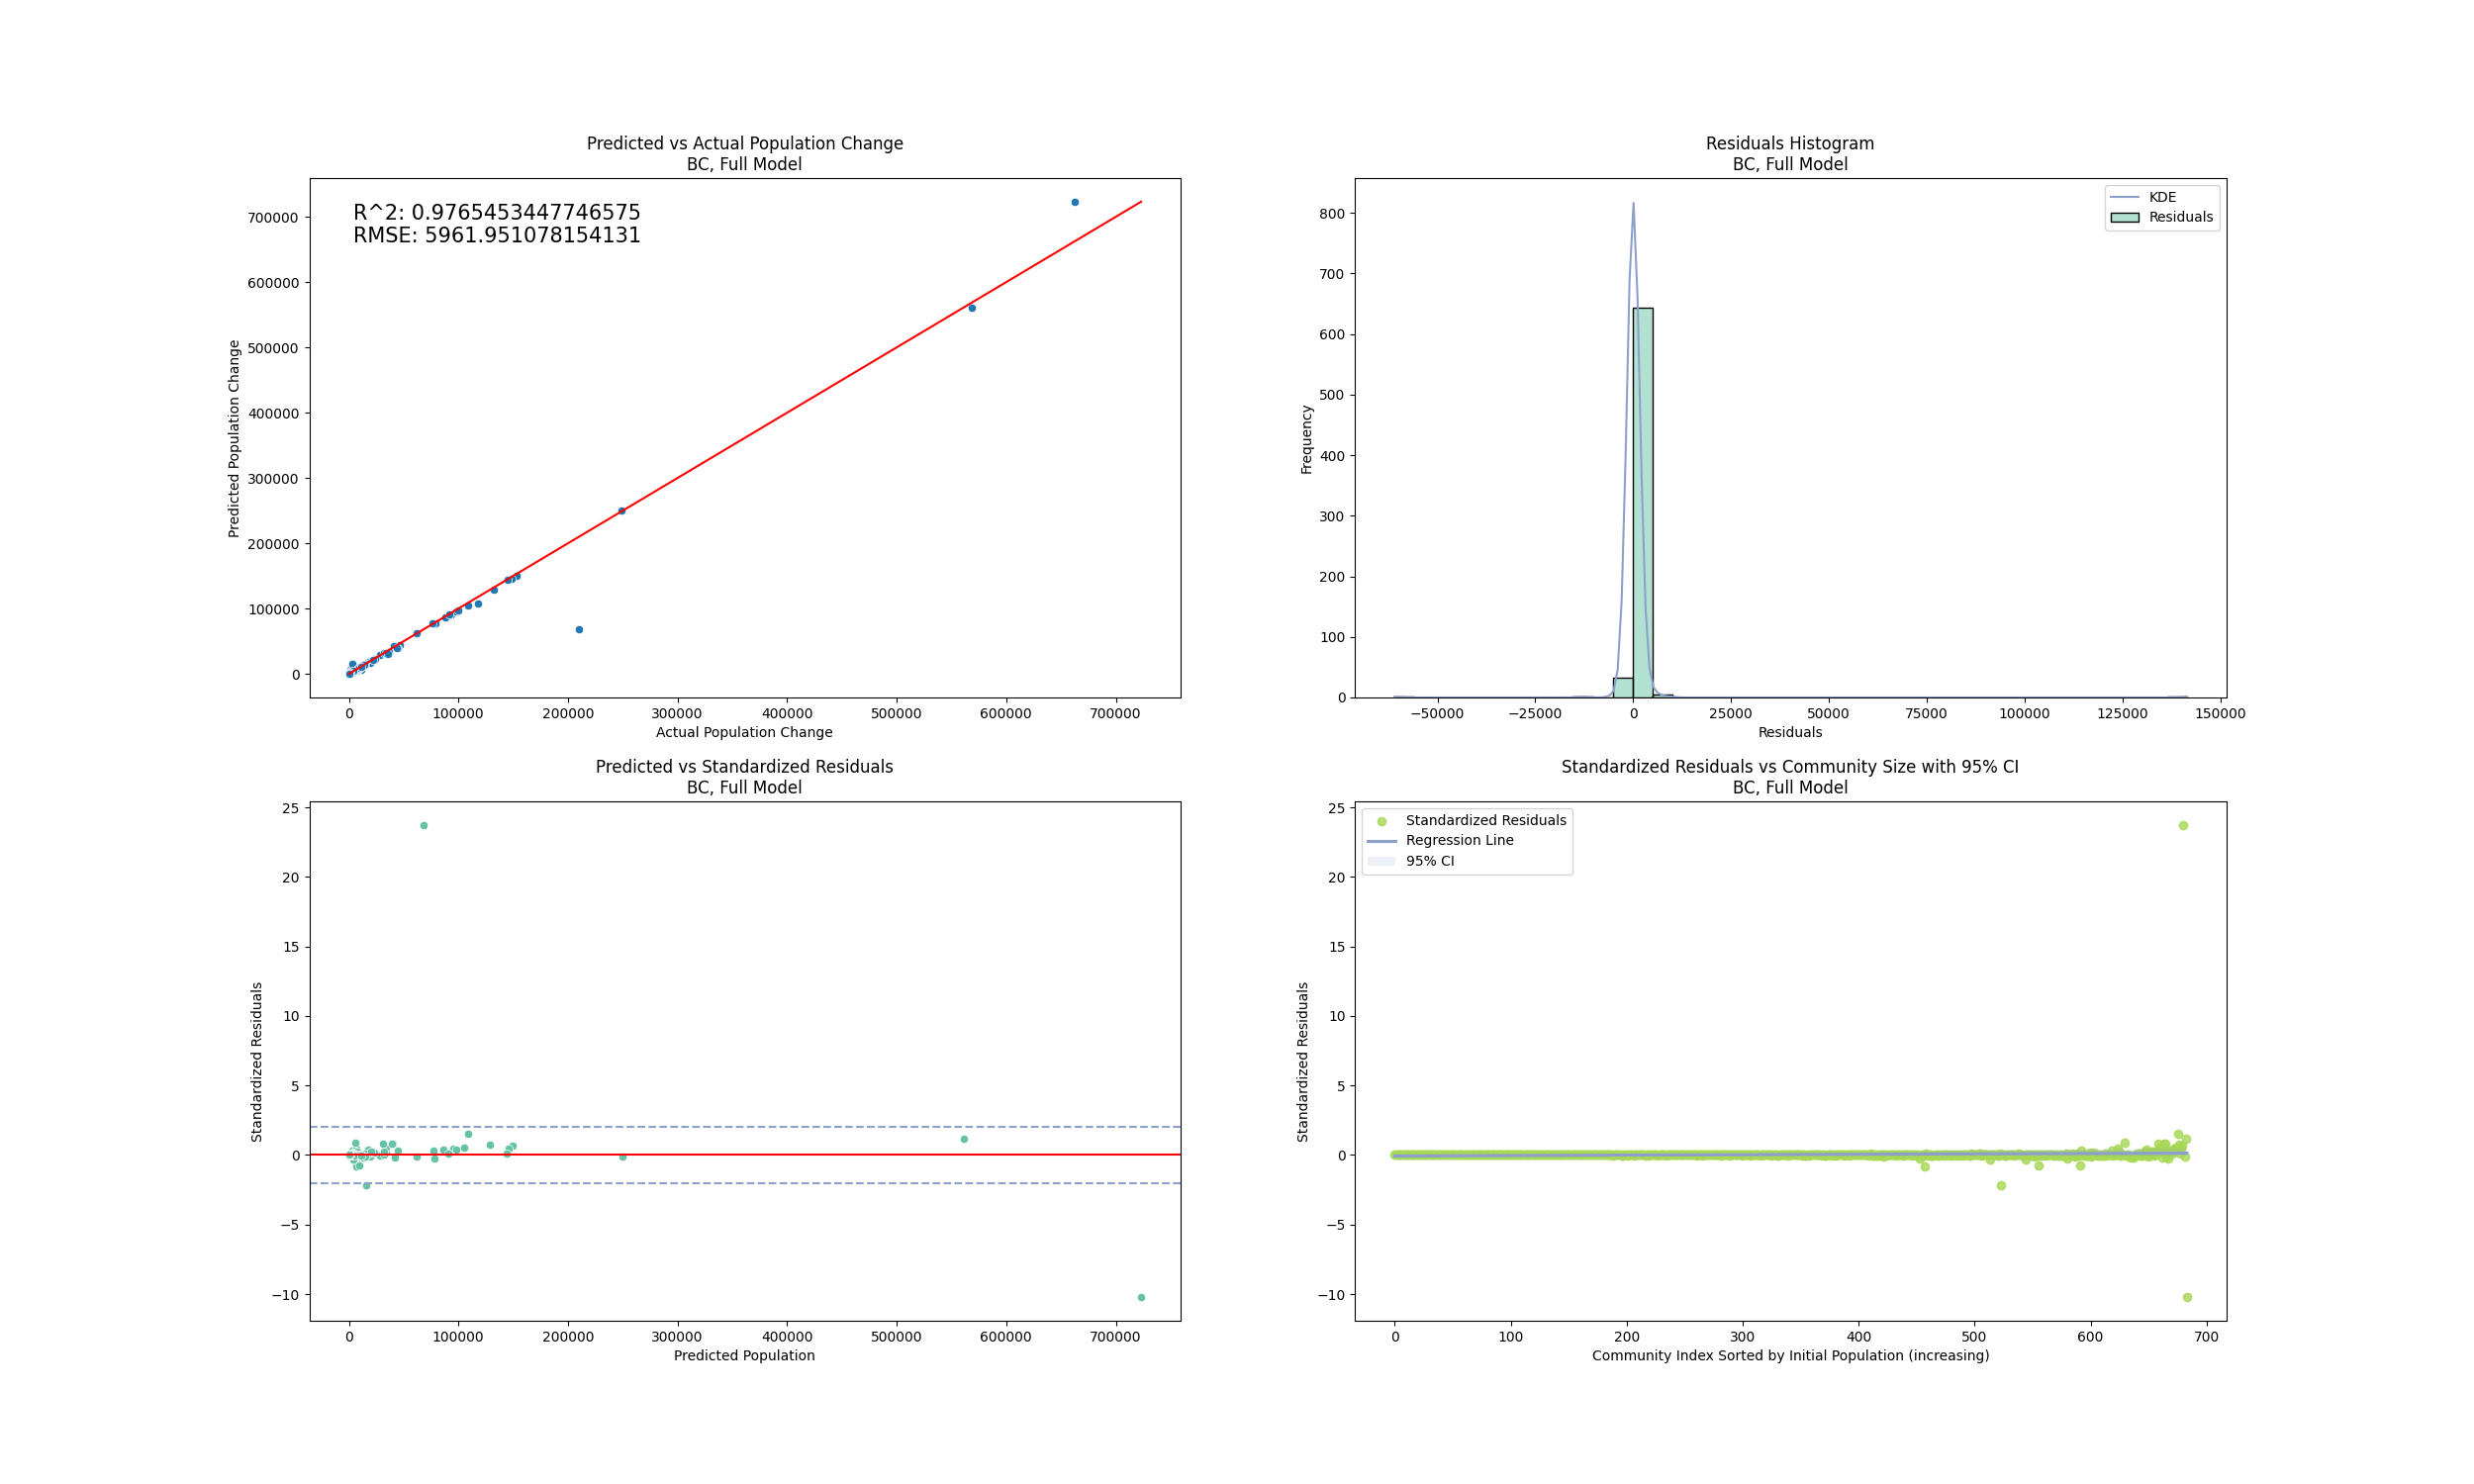 Predicted vs Actual Population Change
BC, Full Model
R^2: 0.9765453447746575
RMSE: 5961.951078154131
700000
600000
500000
400000
300000
200000
100000
0
Predicted Population Change
0 100000 200000 300000 400000 500000 600000 700000
Actual Population Change
Residuals Histogram
BC, Full Model
KDE
Residuals
800
700
600
500
400
300
200
100
0
Frequency
−50000 −25000 0 25000 50000 75000 100000 125000 150000
Residuals
Predicted vs Standardized Residuals
BC, Full Model
25
20
15
10
5
0
−5
−10
Standardized Residuals
0 100000 200000 300000 400000 500000 600000 700000
Predicted Population
Standardized Residuals vs Community Size with 95% CI
BC, Full Model
Standardized Residuals
Regression Line
95% CI
25
20
15
10
5
0
−5
−10
Standardized Residuals
0 100 200 300 400 500 600 700
Community Index Sorted by Initial Population (increasing)